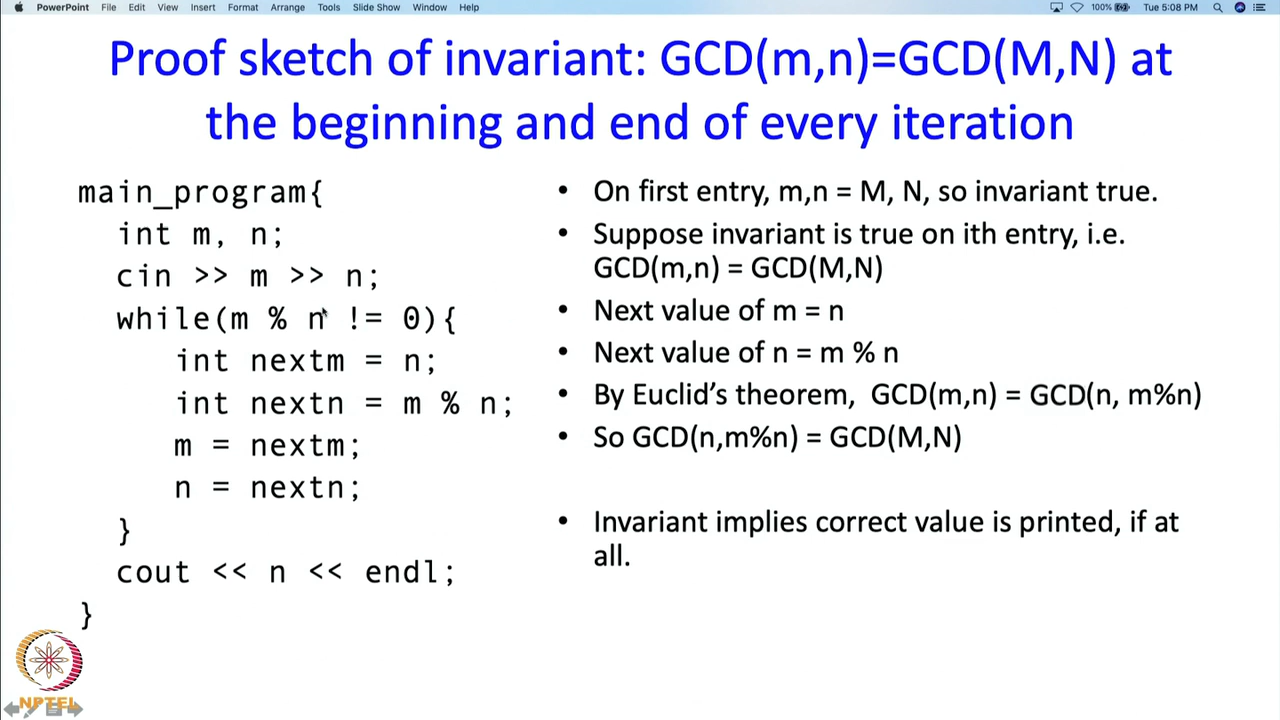 PowerPoint File Edit View Insert Format Arrange Tools Slide Show Window Help 100% Tue 5:08 PM
Proof sketch of invariant: GCD(m,n)=GCD(M,N) at
the beginning and end of every iteration
main_program{
int m, n;
cin >> m >> n;
while(m % n != 0){
int nextm = n;
int nextn = m % n;
m = nextm;
n = nextn;
}
cout << n << endl;
}
• On first entry, m,n = M, N, so invariant true.
• Suppose invariant is true on ith entry, i.e.
GCD(m,n) = GCD(M,N)
• Next value of m = n
• Next value of n = m % n
• By Euclid’s theorem, GCD(m,n) = GCD(n, m%n)
• So GCD(n,m%n) = GCD(M,N)
• Invariant implies correct value is printed, if at
all.
NPTEL